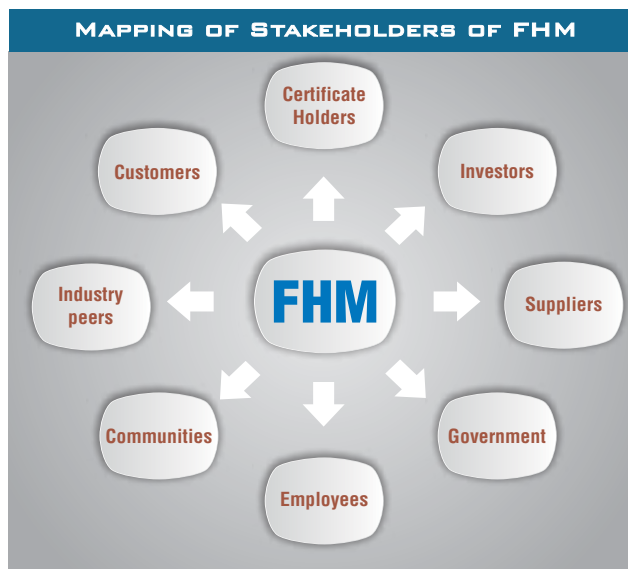 Mapping of Stakeholders of FHM
Certificate
Holders
Customers
Investors
Industry
peers
FHM
Suppliers
Communities
Government
Employees